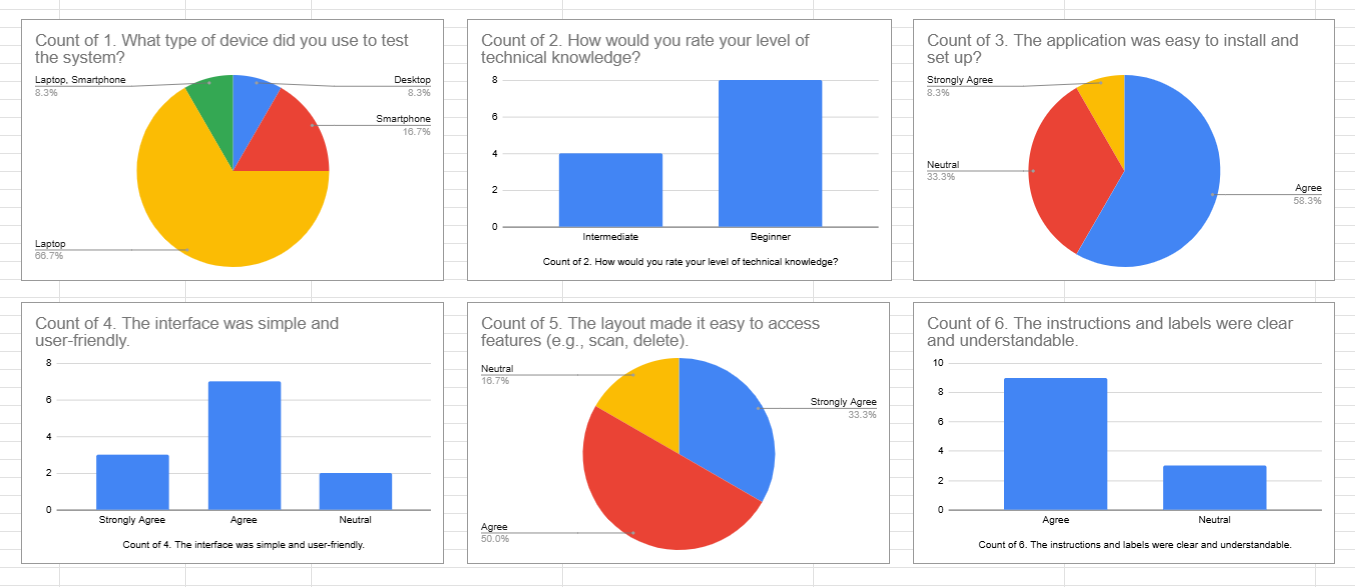 Count of 1. What type of device did you use to test
the system?
Laptop, Smartphone
8.3%
Desktop
8.3%
Smartphone
16.7%
Laptop
66.7%
Count of 2. How would you rate your level of
technical knowledge?
8
6
4
2
0
Intermediate
Beginner
Count of 2. How would you rate your level of technical knowledge?
Count of 3. The application was easy to install and
set up?
Strongly Agree
8.3%
Neutral
33.3%
Agree
58.3%
Count of 4. The interface was simple and
user-friendly.
8
6
4
2
0
Strongly Agree
Agree
Neutral
Count of 4. The interface was simple and user-friendly.
Count of 5. The layout made it easy to access
features (e.g., scan, delete).
Neutral
16.7%
Strongly Agree
33.3%
Agree
50.0%
Count of 6. The instructions and labels were clear
and understandable.
10
8
6
4
2
0
Agree
Neutral
Count of 6. The instructions and labels were clear and understandable.